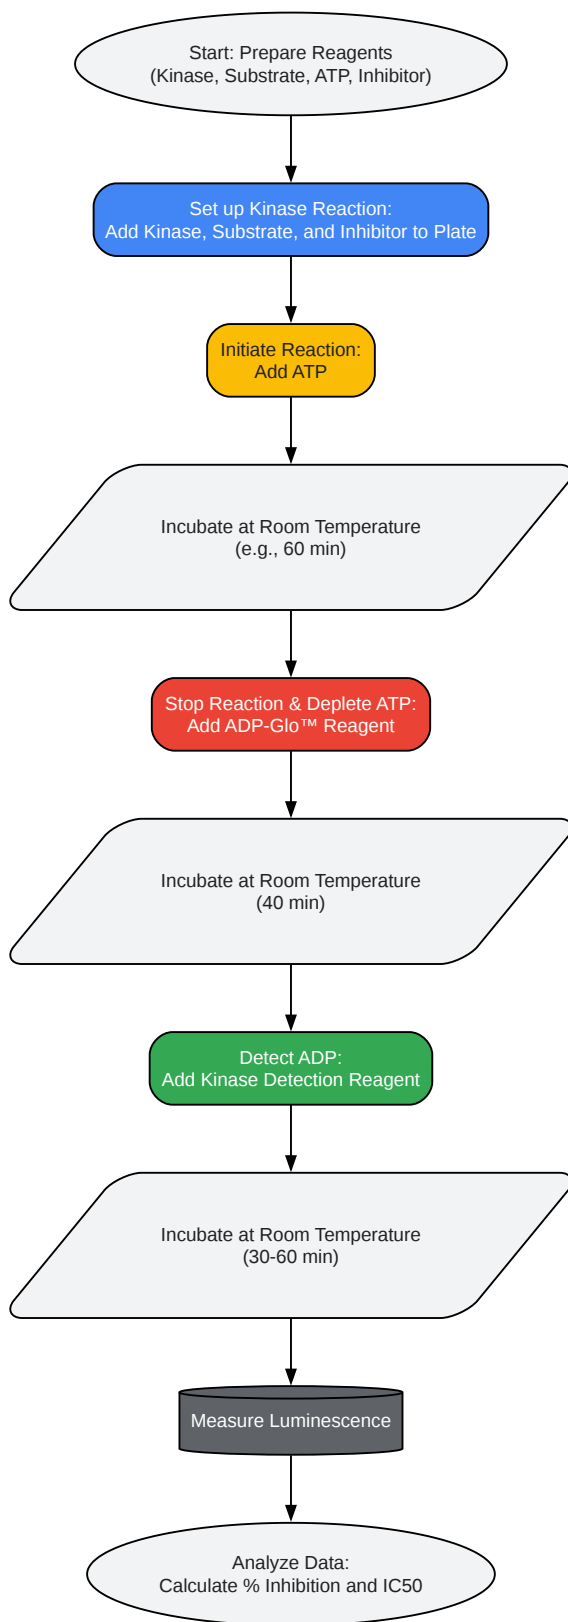 Start: Prepare Reagents
(Kinase, Substrate, ATP, Inhibitor)
Set up Kinase Reaction:
Add Kinase, Substrate, and Inhibitor to Plate
Initiate Reaction:
Add ATP
Incubate at Room Temperature
(e.g., 60 min)
Stop Reaction & Deplete ATP:
Add ADP-Glo™ Reagent
Incubate at Room Temperature
(40 min)
Detect ADP:
Add Kinase Detection Reagent
Incubate at Room Temperature
(30-60 min)
Measure Luminescence
Analyze Data:
Calculate % Inhibition and IC50